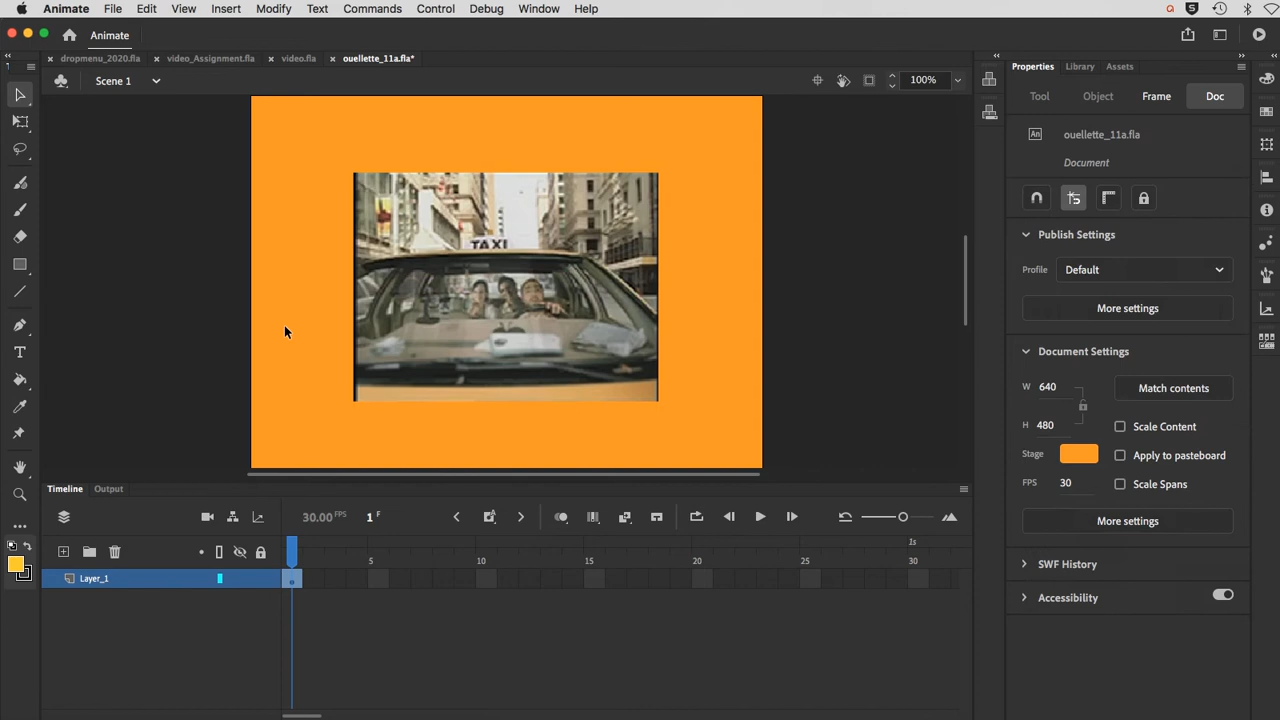 Animate File Edit View Insert Modify Text Commands Control Debug Window Help
Animate
dropmenu_2020.fla video_Assignment.fla video.fla ouellette_11a.fla*
Scene 1 100%
Properties Library Assets
Tool Object Frame Doc
An ouellette_11a.fla
Document
Publish Settings
Profile Default
More settings
Document Settings
W 640 Match contents
H 480 Scale Content
Stage Apply to pasteboard
FPS 30 Scale Spans
More settings
SWF History
Accessibility
TAXI
Timeline Output
30.00 FPS 1 F
1s
5 10 15 20 25 30
Layer_1